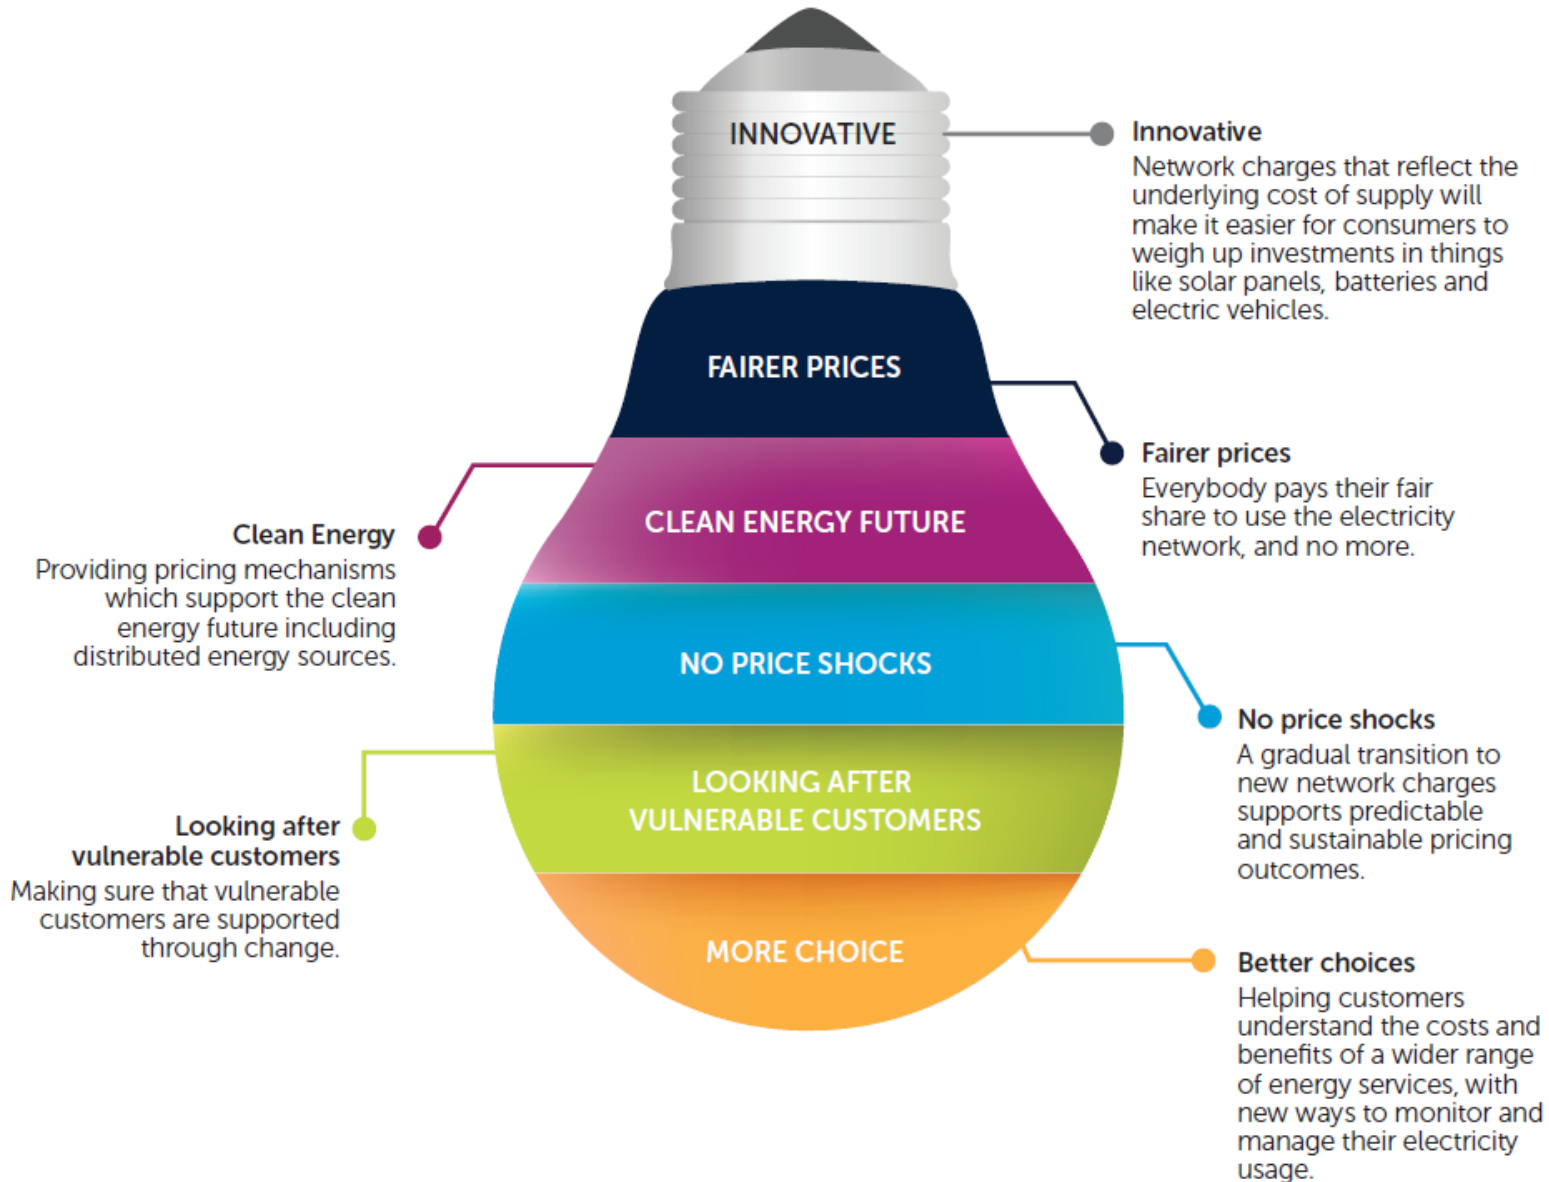 INNOVATIVE
Innovative
Network charges that reflect the
underlying cost of supply will
make it easier for consumers to
weigh up investments in things
like solar panels, batteries and
electric vehicles.
FAIRER PRICES
Fairer prices
Everybody pays their fair
share to use the electricity
network, and no more.
CLEAN ENERGY FUTURE
Clean Energy
Providing pricing mechanisms
which support the clean
energy future including
distributed energy sources.
NO PRICE SHOCKS
No price shocks
A gradual transition to
new network charges
supports predictable
and sustainable pricing
outcomes.
LOOKING AFTER
VULNERABLE CUSTOMERS
Looking after
vulnerable customers
Making sure that vulnerable
customers are supported
through change.
MORE CHOICE
Better choices
Helping customers
understand the costs and
benefits of a wider range
of energy services, with
new ways to monitor and
manage their electricity
usage.